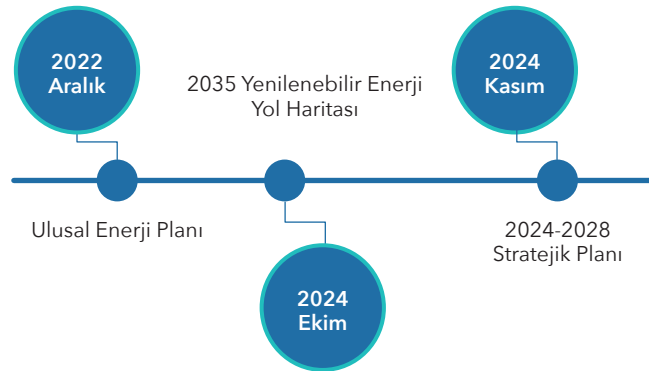 2022
Aralık
Ulusal Enerji Planı
2035 Yenilenebilir Enerji
Yol Haritası
2024
Ekim
2024
Kasım
2024-2028
Stratejik Planı